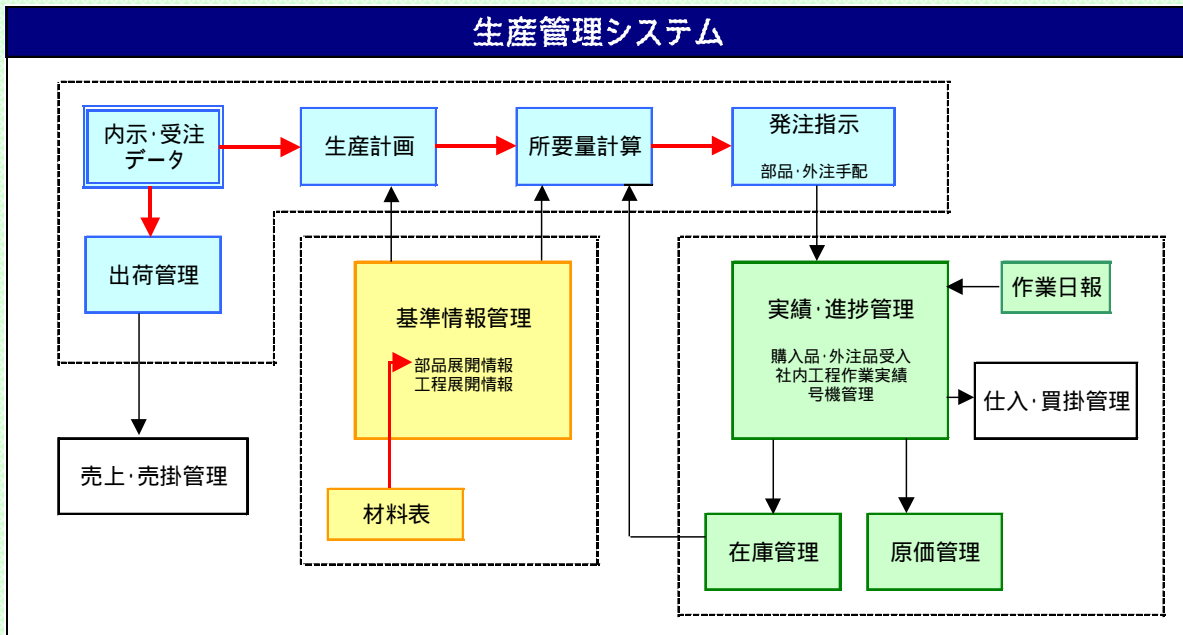 生産管理システム
内示・受注
データ
生産計画
所要量計算
発注指示
部品・外注手配
出荷管理
基準情報管理
部品展開情報
工程展開情報
実績・進捗管理
購入品・外注品受入
社内工程作業実績
号機管理
作業日報
仕入・買掛管理
売上・売掛管理
材料表
在庫管理
原価管理